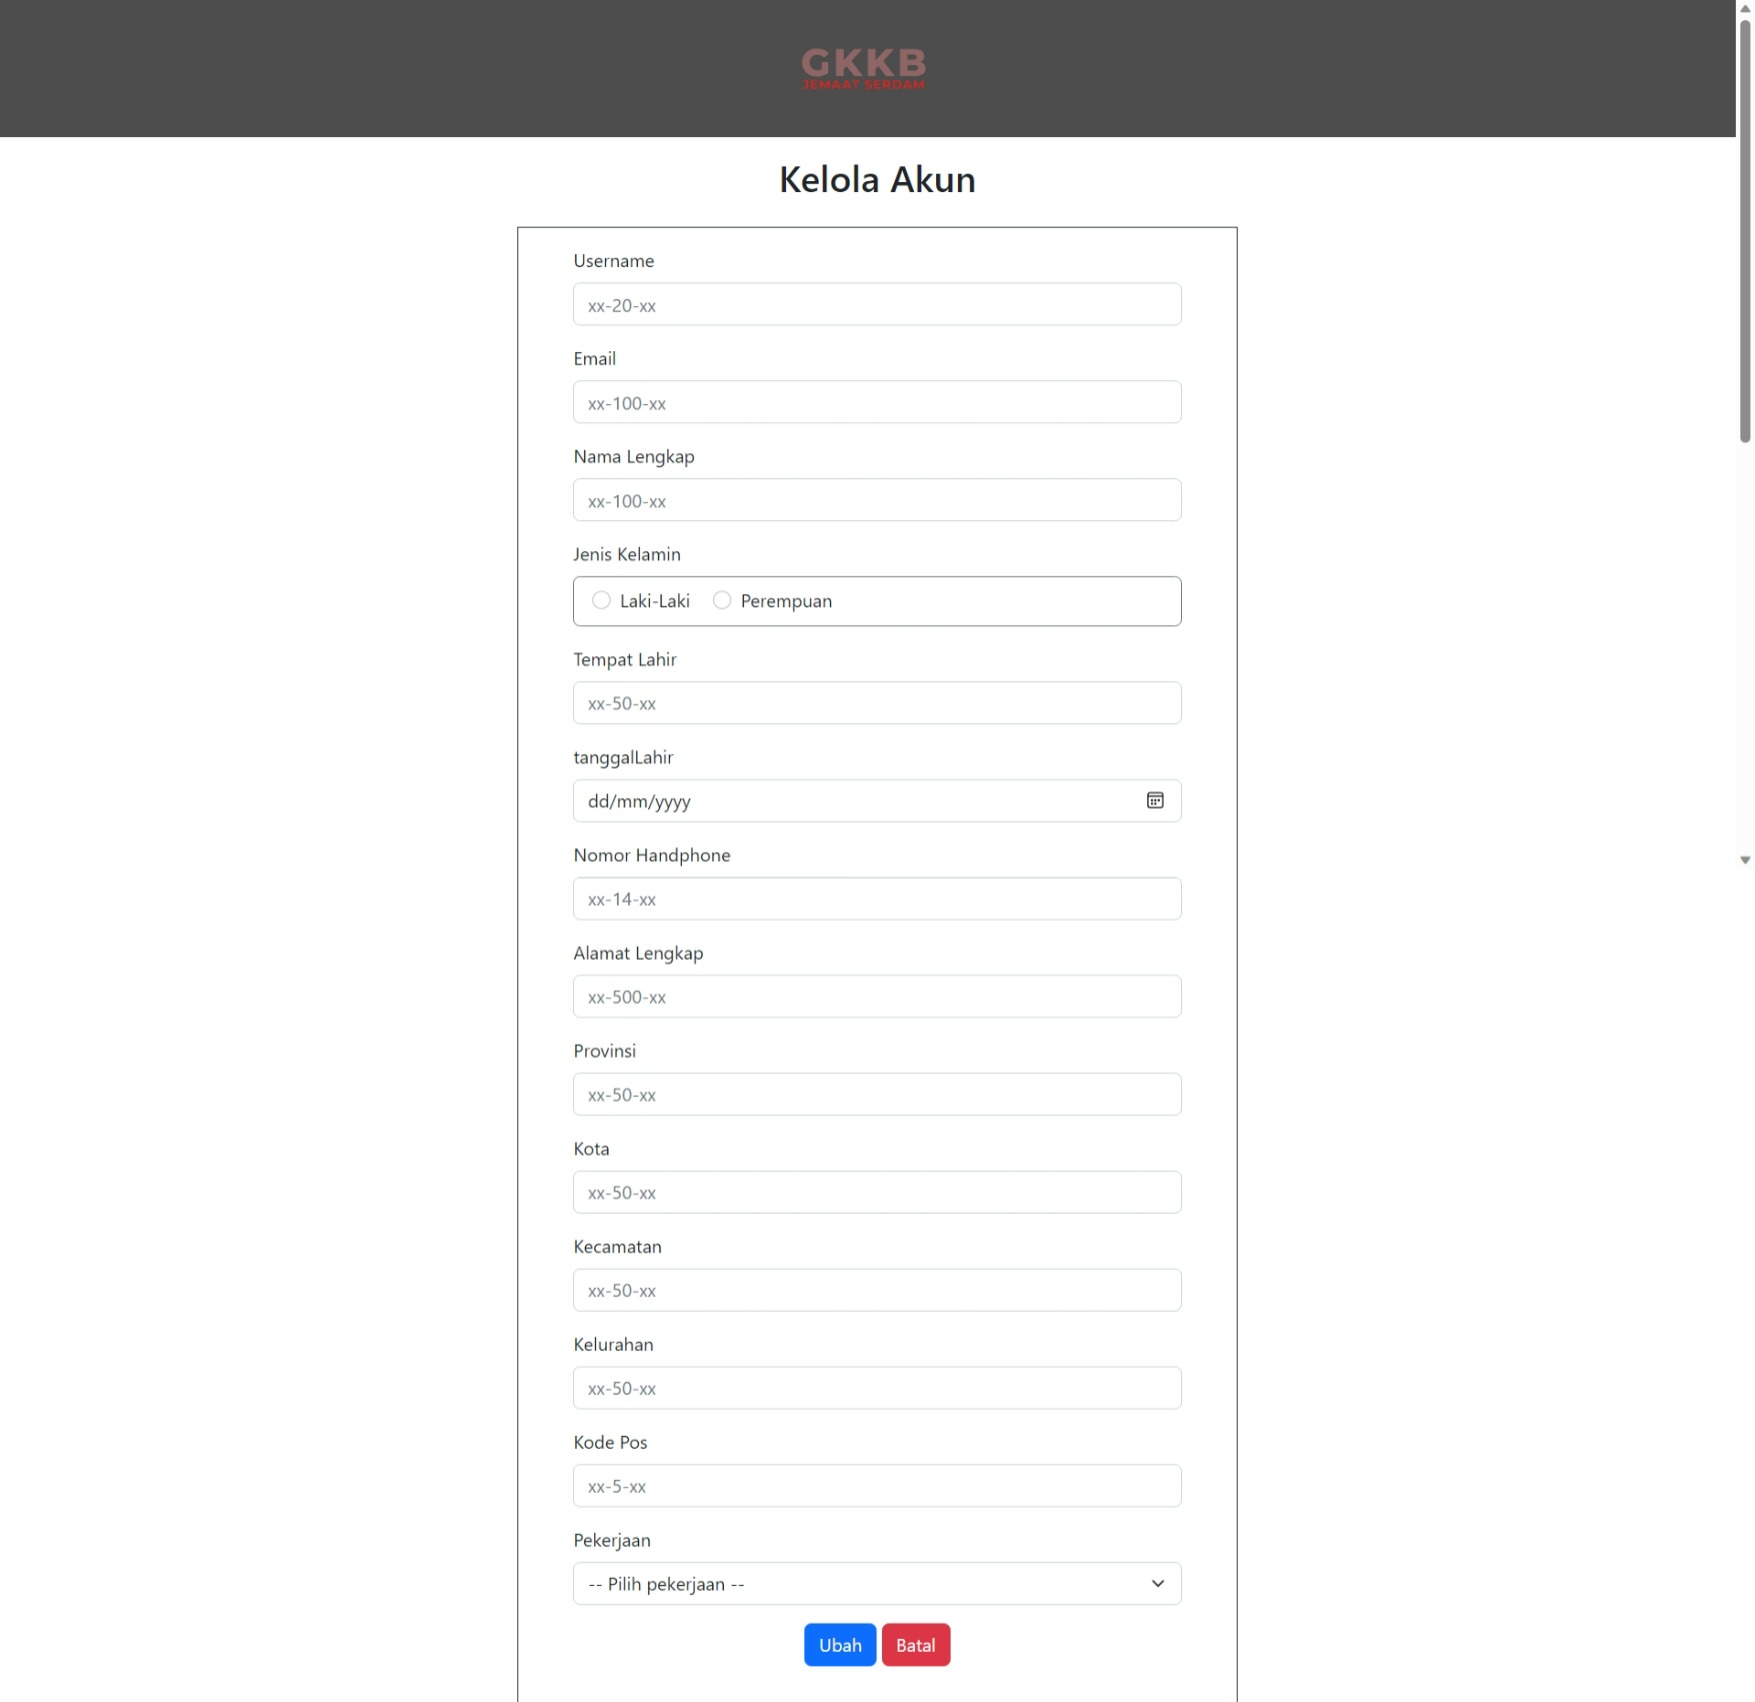 GKKB
JEMAAT SERDAM
Kelola Akun
Username
xx-20-xx
Email
xx-100-xx
Nama Lengkap
xx-100-xx
Jenis Kelamin
Laki-Laki Perempuan
Tempat Lahir
xx-50-xx
tanggalLahir
dd/mm/yyyy
Nomor Handphone
xx-14-xx
Alamat Lengkap
xx-500-xx
Provinsi
xx-50-xx
Kota
xx-50-xx
Kecamatan
xx-50-xx
Kelurahan
xx-50-xx
Kode Pos
xx-5-xx
Pekerjaan
-- Pilih pekerjaan --
Ubah Batal